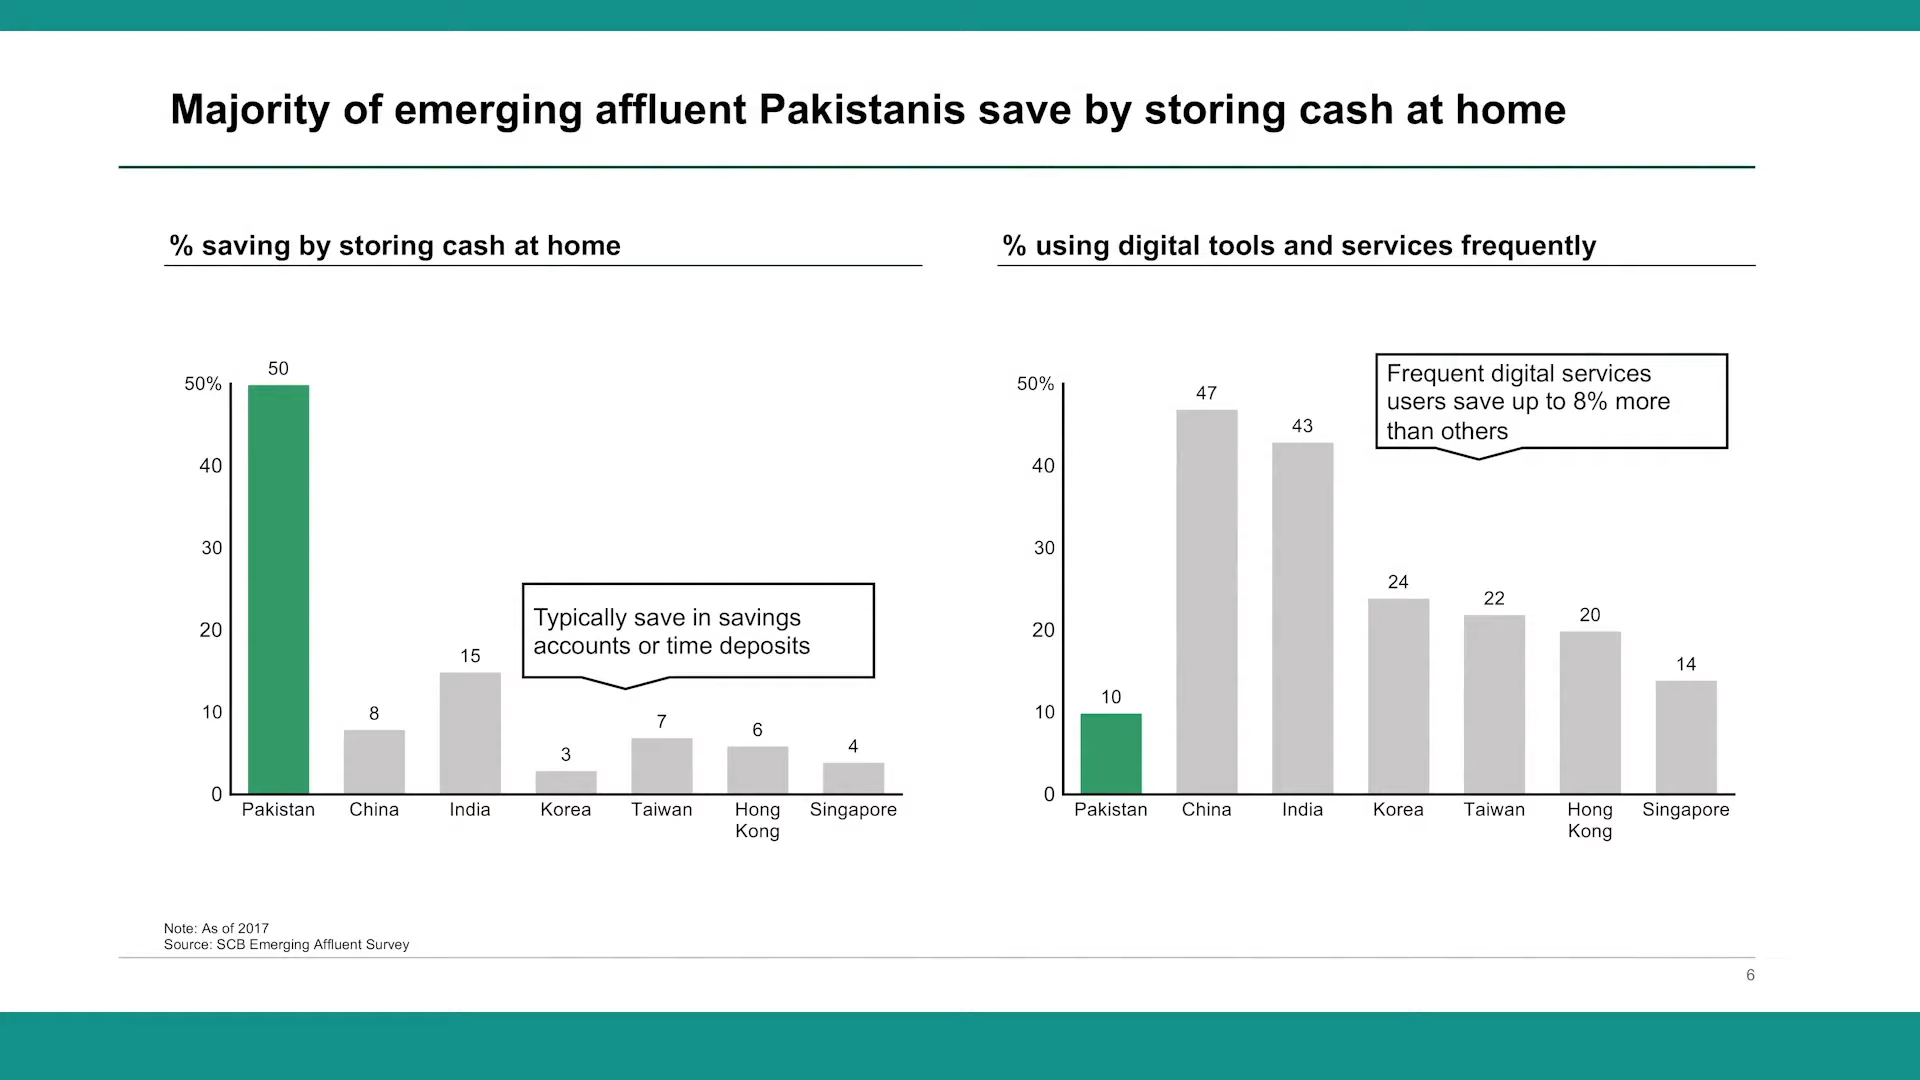 Majority of emerging affluent Pakistanis save by storing cash at home
% saving by storing cash at home
50%
40
30
20
10
0
50
8
15
3
7
6
4
Typically save in savings
accounts or time deposits
Pakistan
China
India
Korea
Taiwan
Hong
Kong
Singapore
% using digital tools and services frequently
50%
40
30
20
10
0
10
47
43
24
22
20
14
Frequent digital services
users save up to 8% more
than others
Pakistan
China
India
Korea
Taiwan
Hong
Kong
Singapore
Note: As of 2017
Source: SCB Emerging Affluent Survey
6